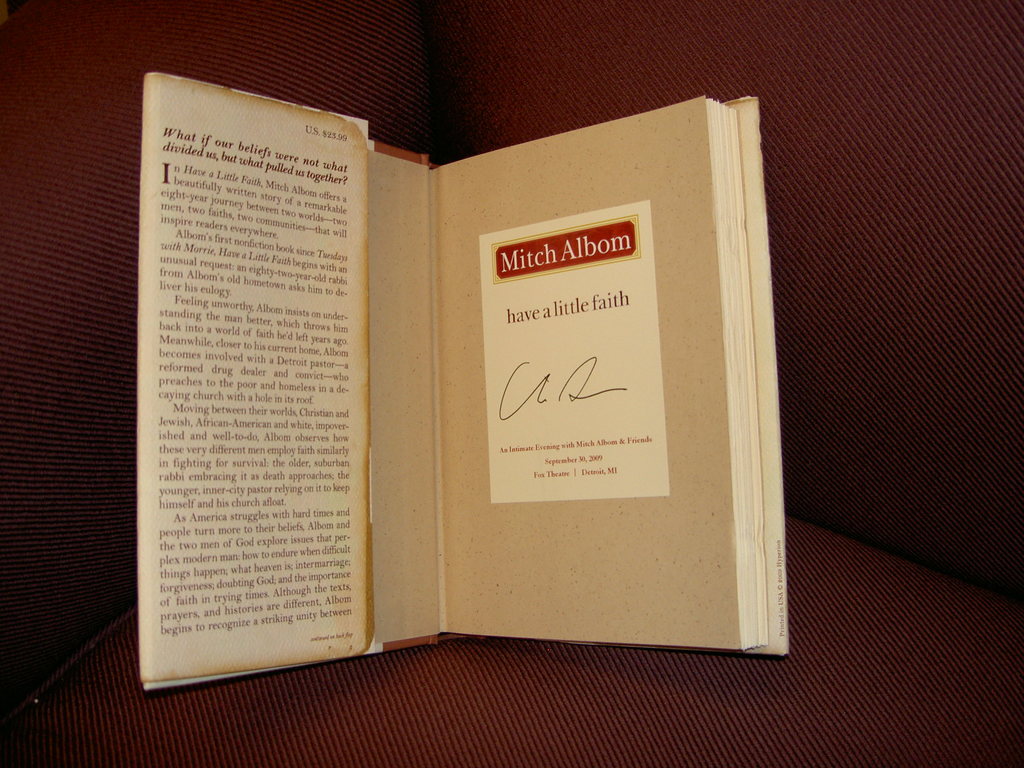 U.S. $23.99
What if our beliefs were not what
divided us, but what pulled us together?
In Have a Little Faith, Mitch Albom offers a
beautifully written story of a remarkable
eight-year journey between two worlds—two
men, two faiths, two communities—that will
inspire readers everywhere.
Albom's first nonfiction book since Tuesdays
with Morrie, Have a Little Faith begins with an
unusual request: an eighty-two-year-old rabbi
from Albom's old hometown asks him to de-
liver his eulogy.
Feeling unworthy, Albom insists on under-
standing the man better, which throws him
back into a world of faith he'd left years ago.
Meanwhile, closer to his current home, Albom
becomes involved with a Detroit pastor—a
reformed drug dealer and convict—who
preaches to the poor and homeless in a de-
caying church with a hole in its roof.
Moving between their worlds, Christian and
Jewish, African-American and white, impover-
ished and well-to-do, Albom observes how
these very different men employ faith similarly
in fighting for survival: the older, suburban
rabbi embracing it as death approaches; the
younger, inner-city pastor relying on it to keep
himself and his church afloat.
As America struggles with hard times and
people turn more to their beliefs, Albom and
the two men of God explore issues that per-
plex modern man: how to endure when difficult
things happen; what heaven is; intermarriage;
forgiveness; doubting God; and the importance
of faith in trying times. Although the texts,
prayers, and histories are different, Albom
begins to recognize a striking unity between
continued on back flap
Mitch Albom
have a little faith
An Intimate Evening with Mitch Albom & Friends
September 30, 2009
Fox Theatre | Detroit, MI
Printed in USA © 2009 Hyperion